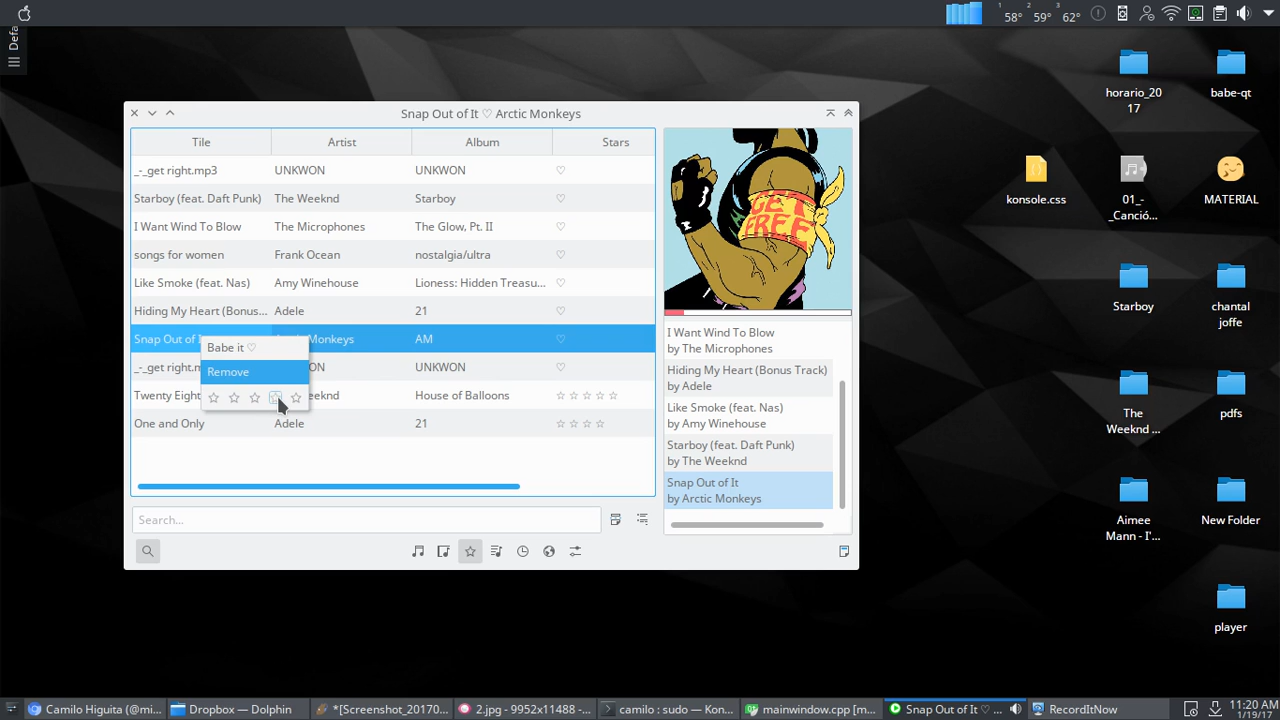 Defa
1
58°
2
59°
3
62°
Snap Out of It ♡ Arctic Monkeys
Tile Artist Album Stars
_-_get right.mp3 UNKWON UNKWON ♡
Starboy (feat. Daft Punk) The Weeknd Starboy ♡
I Want Wind To Blow The Microphones The Glow, Pt. II ♡
songs for women Frank Ocean nostalgia/ultra ♡
Like Smoke (feat. Nas) Amy Winehouse Lioness: Hidden Treasu... ♡
Hiding My Heart (Bonus... Adele 21 ♡
Snap Out of Monkeys AM ♡
_-_get right.m ON UNKWON ♡
Twenty Eight eeknd House of Balloons ☆ ☆ ☆ ☆ ☆
One and Only Adele 21 ☆ ☆ ☆ ☆
Babe it ♡
Remove
☆ ☆ ☆ ☆ ☆
GET
FREE
I Want Wind To Blow
by The Microphones
Hiding My Heart (Bonus Track)
by Adele
Like Smoke (feat. Nas)
by Amy Winehouse
Starboy (feat. Daft Punk)
by The Weeknd
Snap Out of It
by Arctic Monkeys
Search...
horario_20
17
babe-qt
konsole.css
01_-
_Canció...
MATERIAL
Starboy
chantal
joffe
The
Weeknd ...
pdfs
Aimee
Mann - I'...
New Folder
player
Camilo Higuita (@mi...
Dropbox — Dolphin
*[Screenshot_20170...
2.jpg - 9952x11488 -...
camilo : sudo — Kon...
mainwindow.cpp [m...
Snap Out of It ♡ ...
RecordItNow
11:20 AM
1/19/17